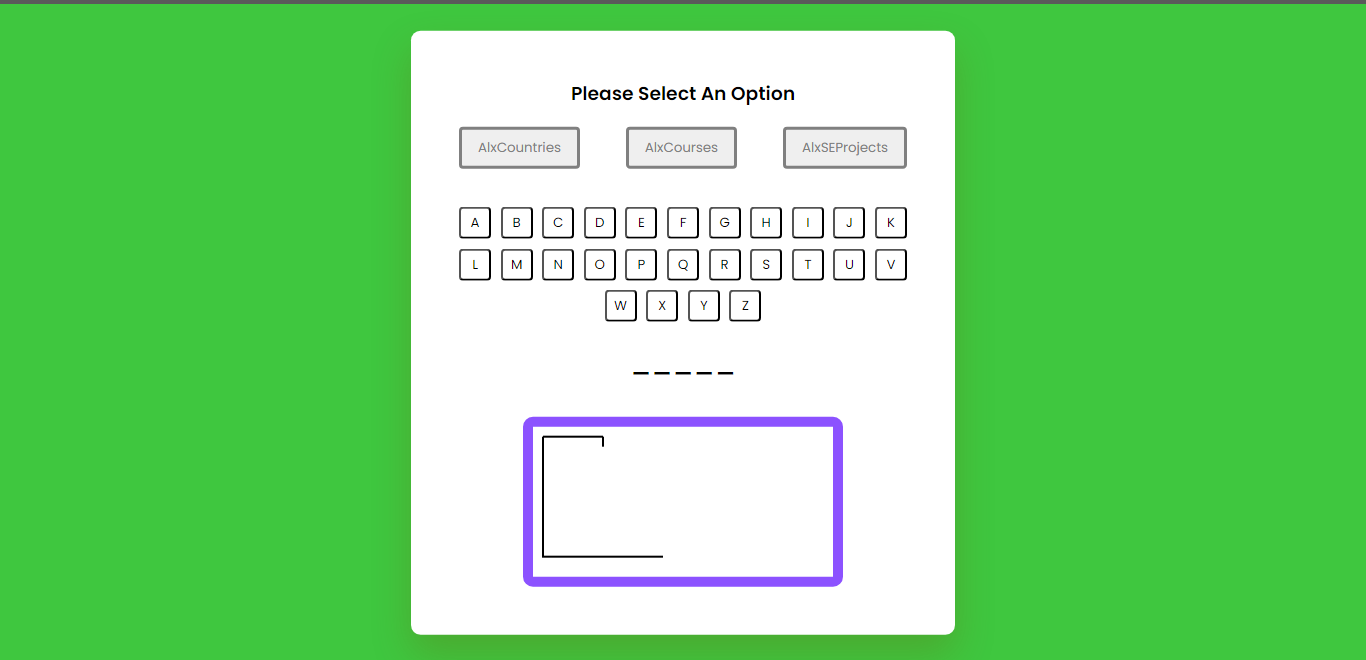 Please Select An Option
AlxCountries AlxCourses AlxSEProjects
A B C D E F G H I J K
L M N O P Q R S T U V
W X Y Z
_ _ _ _ _